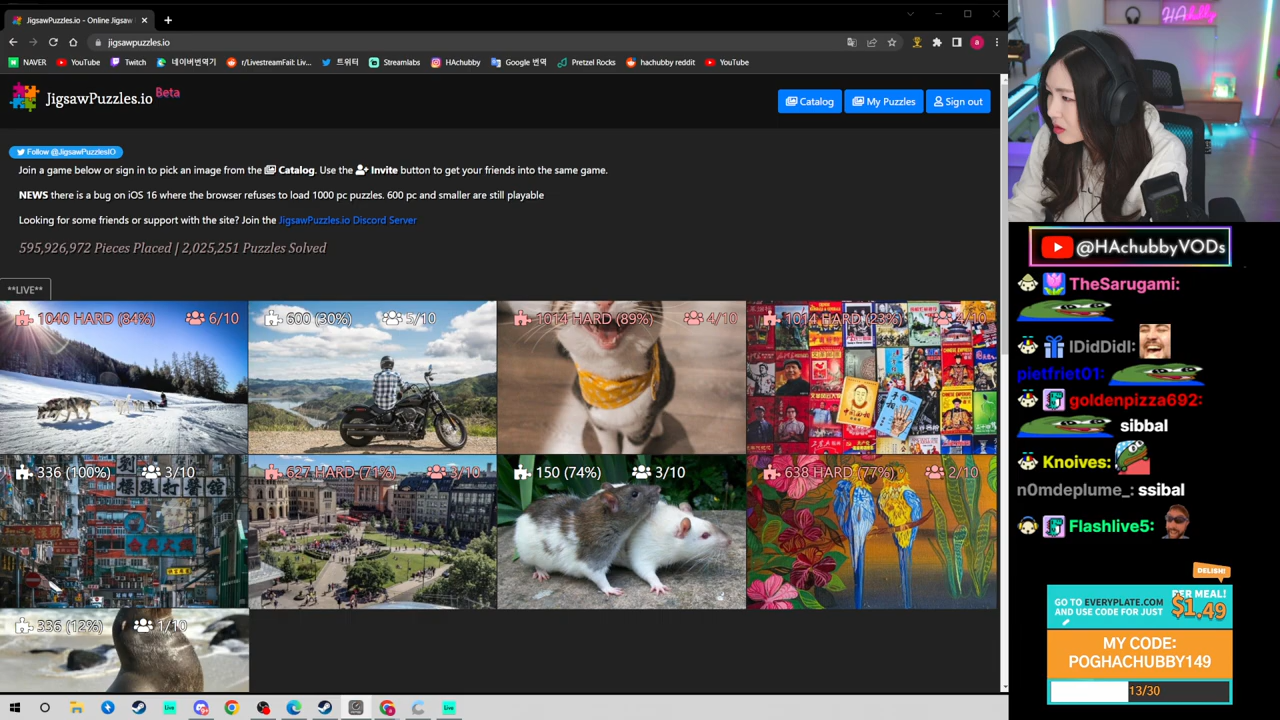 JigsawPuzzles.io - Online Jigsaw
jigsawpuzzles.io
NAVER
YouTube
Twitch
네이버번역기
r/LivestreamFail: Liv...
트위터
Streamlabs
HAchubby
Google 번역
Pretzel Rocks
hachubby reddit
YouTube
JigsawPuzzles.io Beta
Catalog
My Puzzles
Sign out
Follow @JigsawPuzzlesIO
Join a game below or sign in to pick an image from the Catalog. Use the Invite button to get your friends into the same game.
NEWS there is a bug on iOS 16 where the browser refuses to load 1000 pc puzzles. 600 pc and smaller are still playable
Looking for some friends or support with the site? Join the JigsawPuzzles.io Discord Server
595,926,972 Pieces Placed | 2,025,251 Puzzles Solved
**LIVE**
1040 HARD (84%) 6/10
600 (30%) 5/10
1014 HARD (89%) 4/10
1014 HARD (23%) 4/10
336 (100%) 3/10
627 HARD (71%) 3/10
150 (74%) 3/10
638 HARD (77%) 2/10
336 (12%) 1/10
HAchubby
@HAchubbyVODs
TheSarugami:
IDidDidI:
pietfriet01:
goldenpizza692:
sibbal
Knoives:
n0mdeplume_: ssibal
Flashlive5:
DELISH!
GO TO EVERYPLATE.COM
AND USE CODE FOR JUST
PER MEAL!
$1.49
MY CODE:
POGHACHUBBY149
13/30
Live
Live